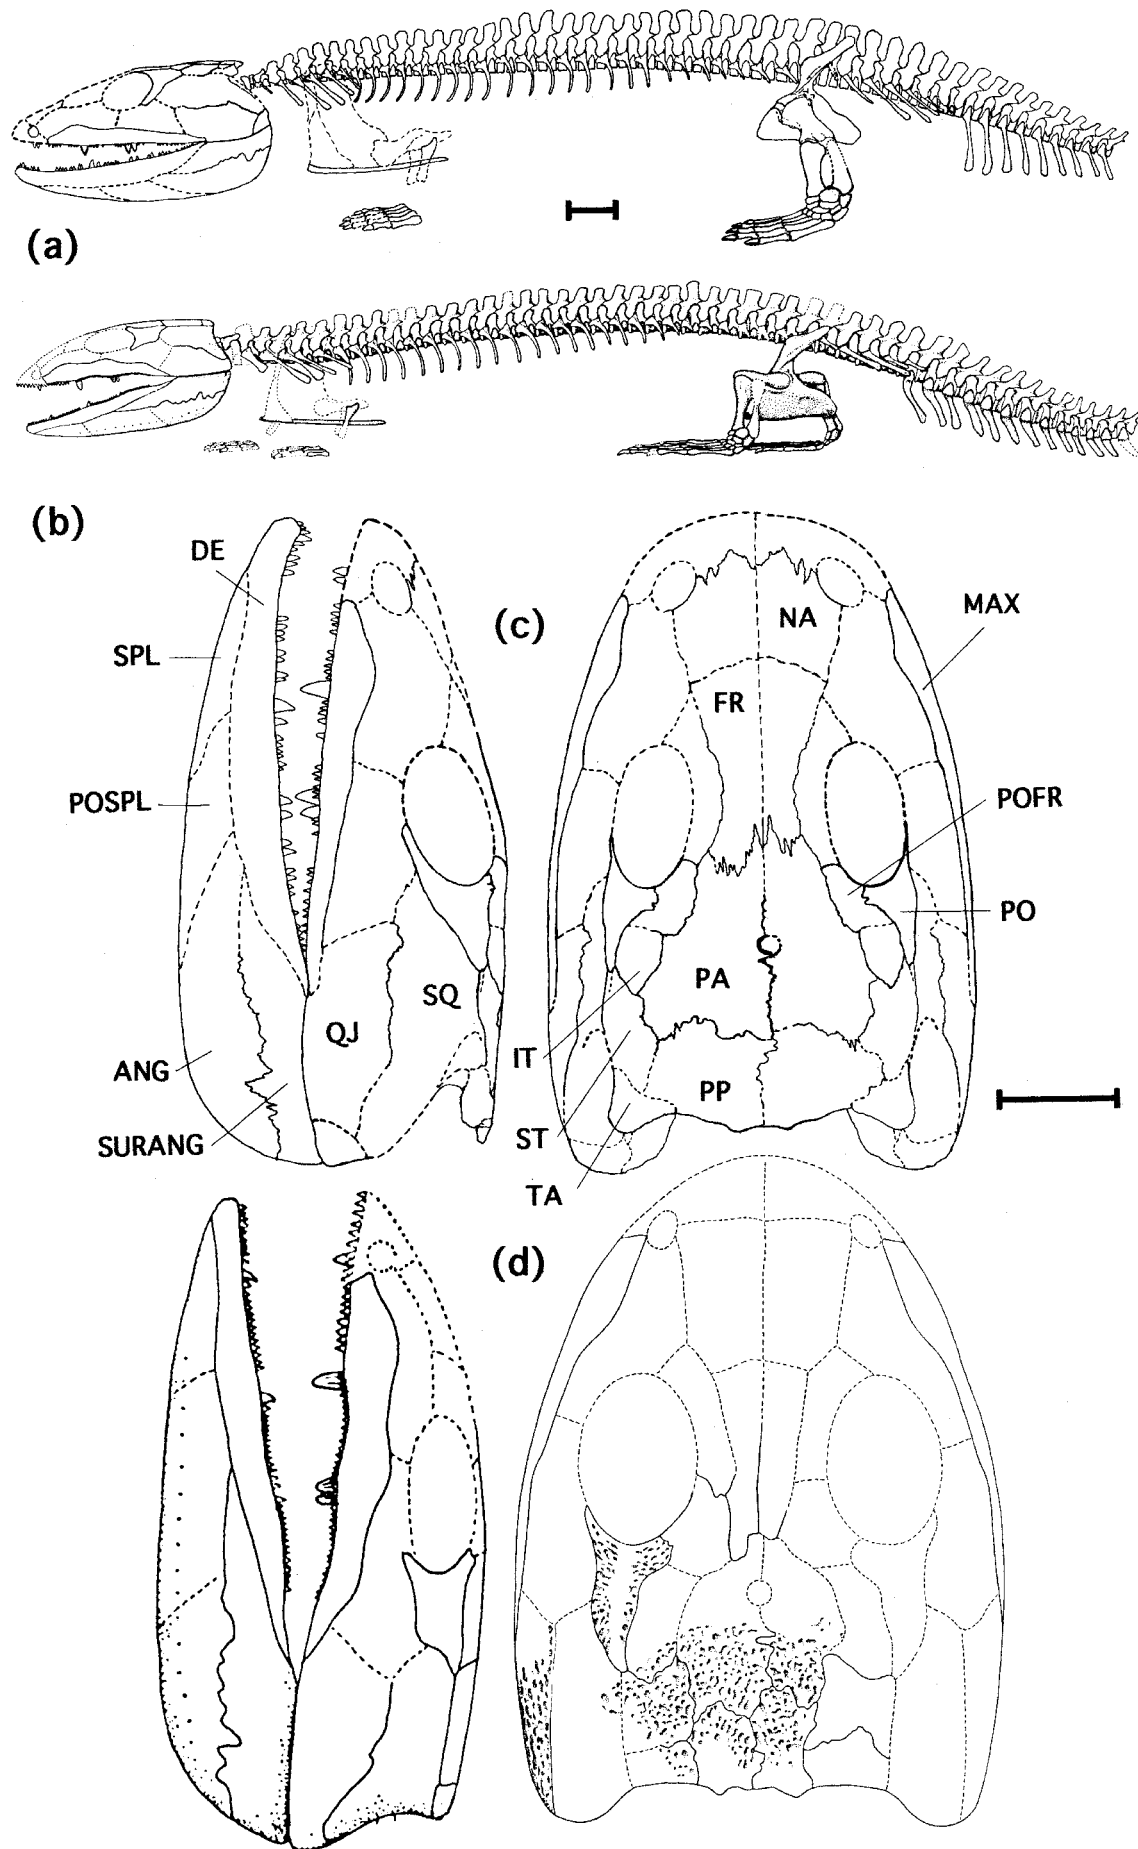 (a)
(b)
DE
SPL
POSPL
ANG
SURANG
QJ
SQ
(c)
NA
MAX
FR
POFR
PO
PA
IT
PP
ST
TA
(d)